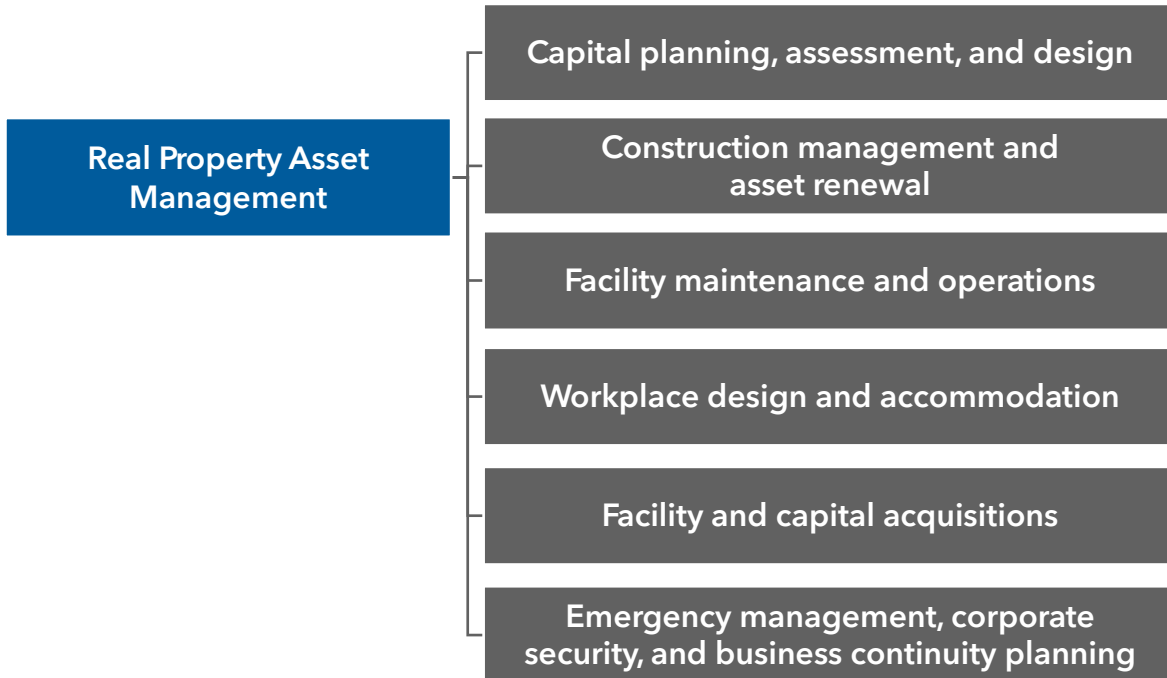 Capital planning, assessment, and design
Real Property Asset
Management
Construction management and
asset renewal
Facility maintenance and operations
Workplace design and accommodation
Facility and capital acquisitions
Emergency management, corporate
security, and business continuity planning